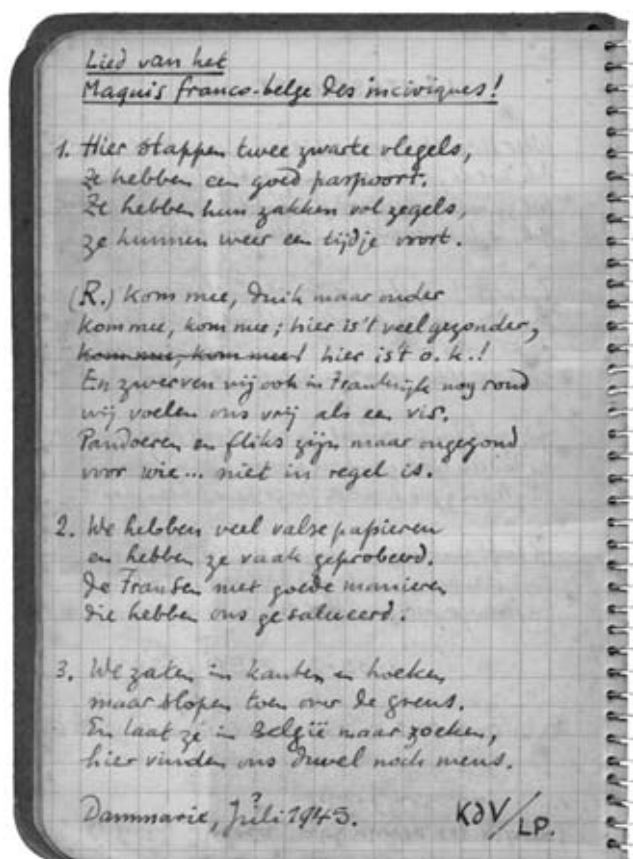 Lied van het
Maquis franco-belge des inciviques!
1. Hier stappen twee zwarte vlegels,
Ze hebben een goed paspoort.
Ze hebben hun zakken vol zegels,
ze kunnen weer een tijdje voort.
(R.) Kom mee, duik maar onder
kom mee, kom mee; hier is't veel gezonder,
kom mee, kom mee! hier is't o.k.!
En zwerven wij ook in Frankrijk nog rond
wij voelen ons vrij als een vis.
Pandoeren en fliks zijn maar ongezond
voor wie... niet in regel is.
2. We hebben veel valse papieren
en hebben ze vaak geprobeerd.
de Fransen met goede manieren
die hebben ons gesalueerd.
3. We zaten in kanten en hoeken
maar slopen toen over de grens.
En laat ze in België maar zoeken,
hier vinden ons duvel noch mens.
?
Dammarie, Juli 1945. KDV/LP.